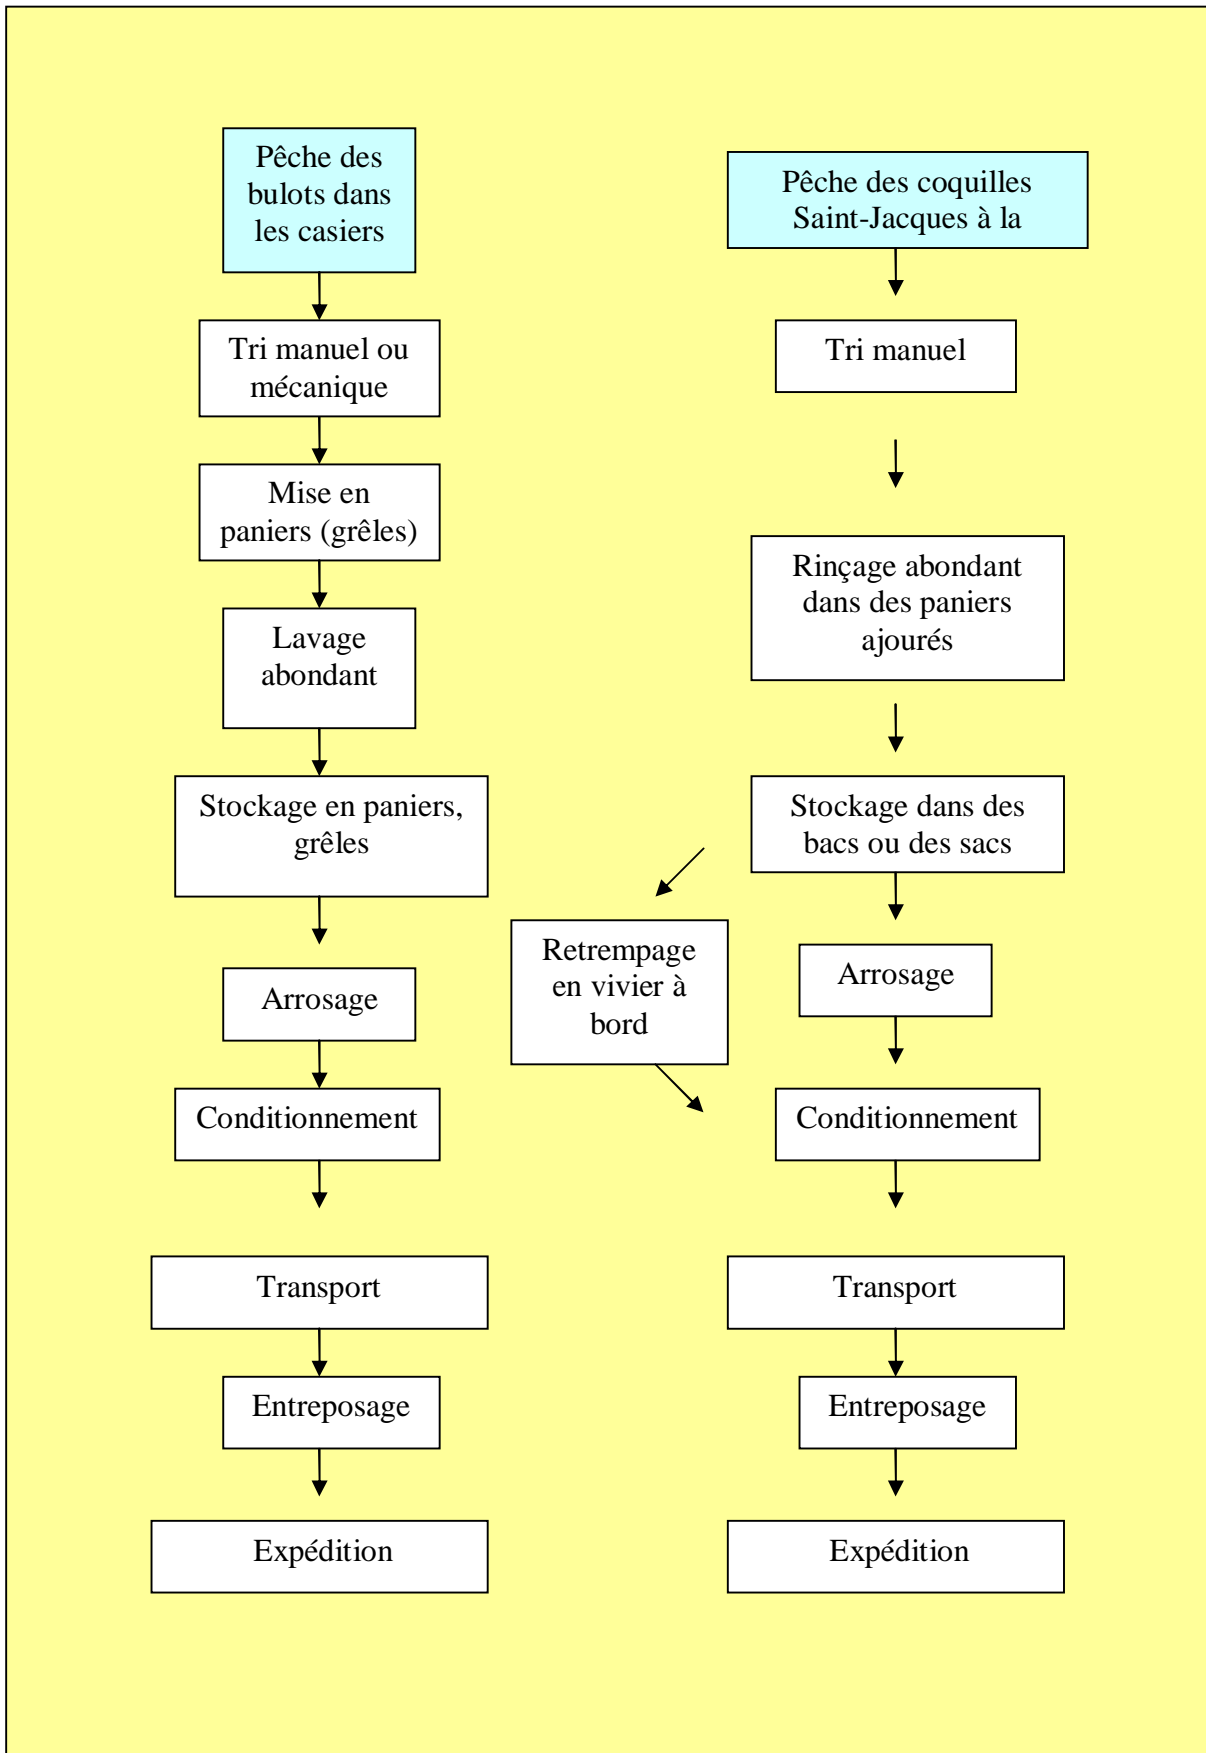 Pêche des
bulots dans
les casiers
Tri manuel ou
mécanique
Mise en
paniers (grêles)
Lavage
abondant
Stockage en paniers,
grêles
Arrosage
Conditionnement
Transport
Entreposage
Expédition
Pêche des coquilles
Saint-Jacques à la
Tri manuel
Rinçage abondant
dans des paniers
ajourés
Stockage dans des
bacs ou des sacs
Retrempage
en vivier à
bord
Arrosage
Conditionnement
Transport
Entreposage
Expédition